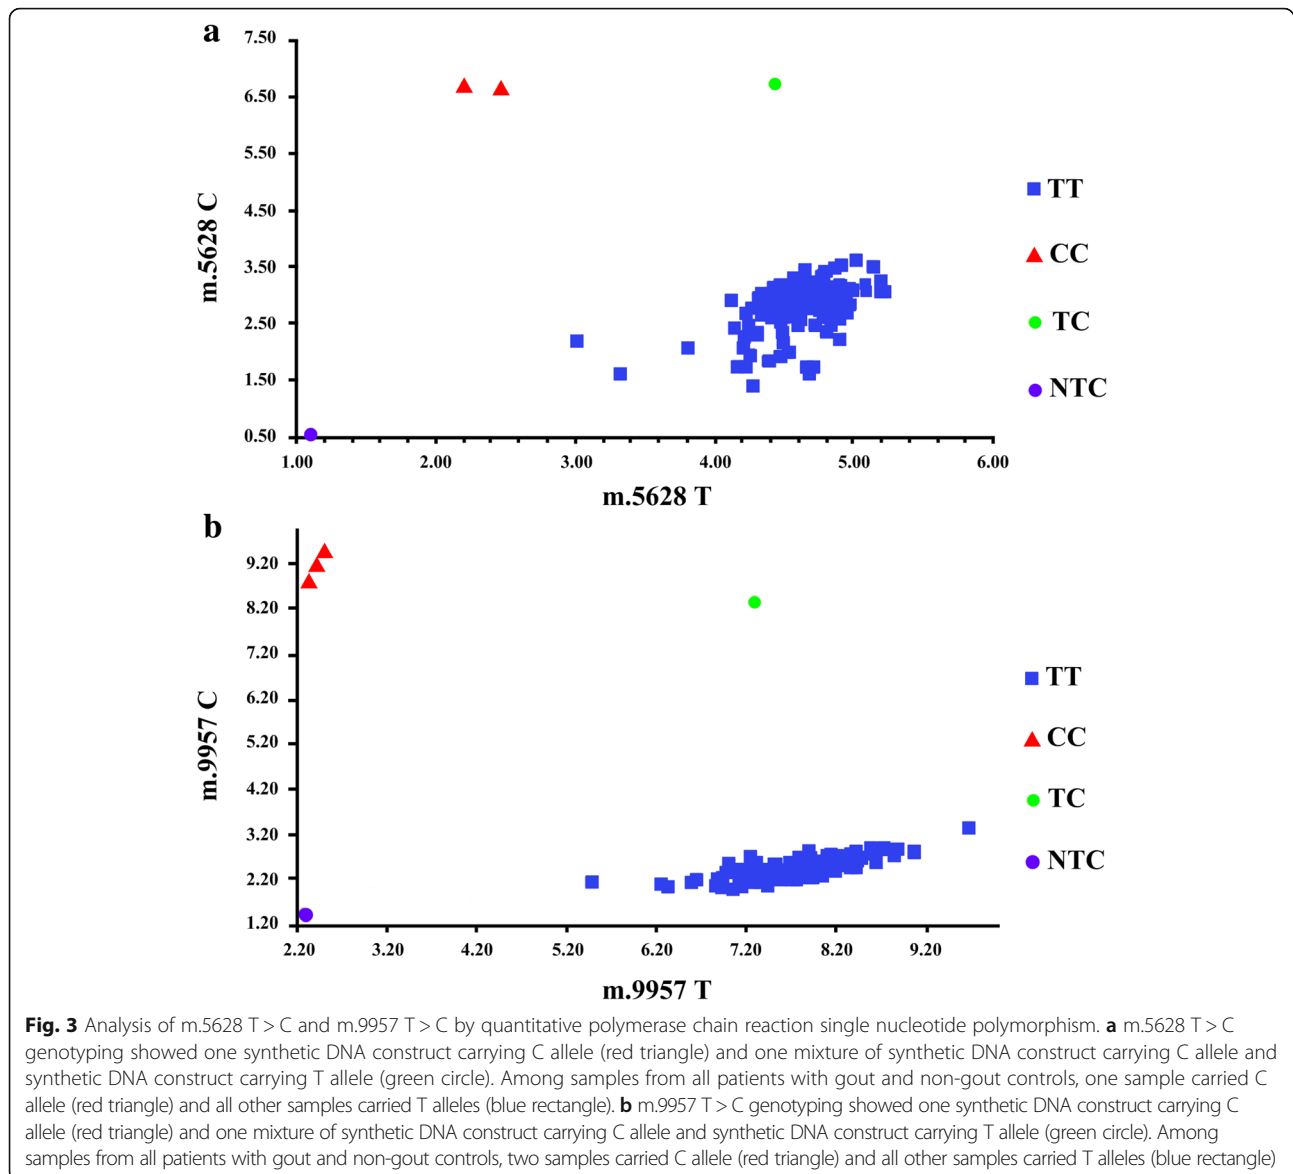 a
7.50
6.50
5.50
4.50
3.50
2.50
1.50
0.50
m.5628 C
1.00 2.00 3.00 4.00 5.00 6.00
m.5628 T
TT
CC
TC
NTC
b
9.20
8.20
7.20
6.20
5.20
4.20
3.20
2.20
1.20
m.9957 C
2.20 3.20 4.20 5.20 6.20 7.20 8.20 9.20
m.9957 T
TT
CC
TC
NTC
Fig. 3 Analysis of m.5628 T > C and m.9957 T > C by quantitative polymerase chain reaction single nucleotide polymorphism. a m.5628 T > C
genotyping showed one synthetic DNA construct carrying C allele (red triangle) and one mixture of synthetic DNA construct carrying C allele and
synthetic DNA construct carrying T allele (green circle). Among samples from all patients with gout and non-gout controls, one sample carried C
allele (red triangle) and all other samples carried T alleles (blue rectangle). b m.9957 T > C genotyping showed one synthetic DNA construct carrying C
allele (red triangle) and one mixture of synthetic DNA construct carrying C allele and synthetic DNA construct carrying T allele (green circle). Among
samples from all patients with gout and non-gout controls, two samples carried C allele (red triangle) and all other samples carried T alleles (blue rectangle)